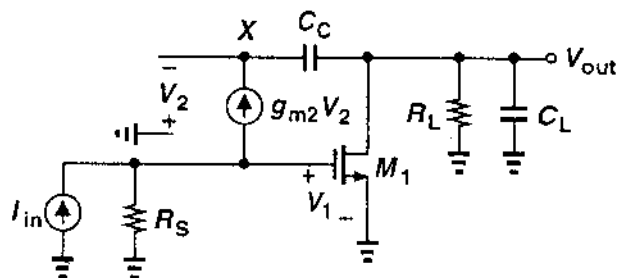 X
C_C
V_out
−
V_2
+
g_m2 V_2
R_L
C_L
+
M_1
V_1
−
I_in
R_S